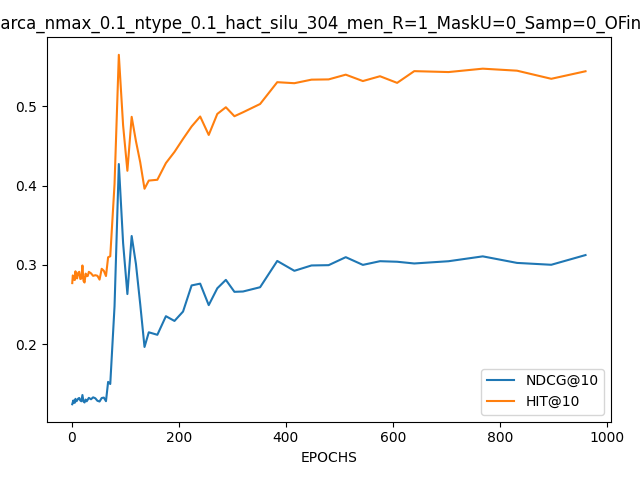 arca_nmax_0.1_ntype_0.1_hact_silu_304_men_R=1_MaskU=0_Samp=0_OFin
0.5
0.4
0.3
0.2
NDCG@10
HIT@10
0 200 400 600 800 1000
EPOCHS